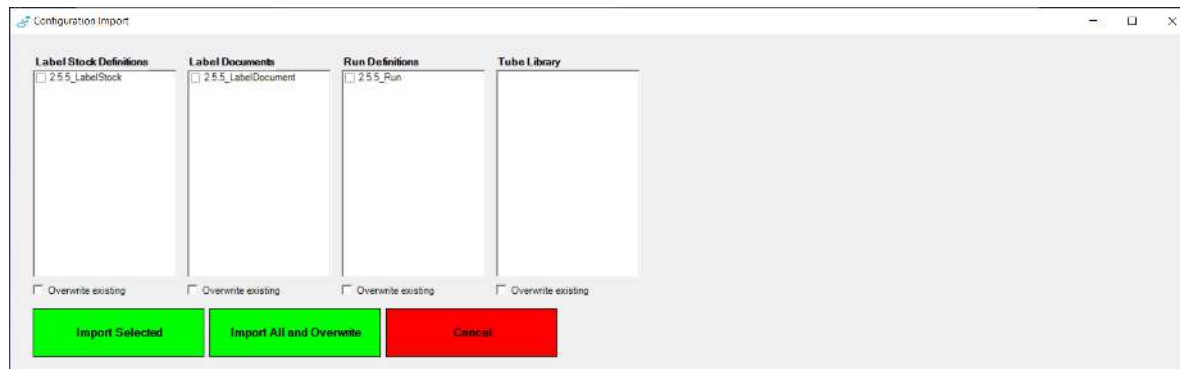 Configuration Import
Label Stock Definitions
2.5.5_LabelStock
Overwrite existing
Label Documents
2.5.5_LabelDocument
Overwrite existing
Run Definitions
2.5.5_Run
Overwrite existing
Tube Library
Overwrite existing
Import Selected
Import All and Overwrite
Cancel